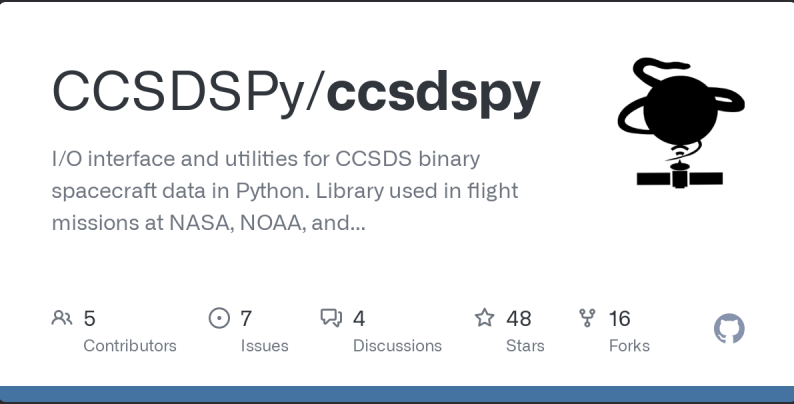 CCSDSPy/ccsdspy
I/O interface and utilities for CCSDS binary
spacecraft data in Python. Library used in flight
missions at NASA, NOAA, and...
5 7 4 48 16
Contributors Issues Discussions Stars Forks